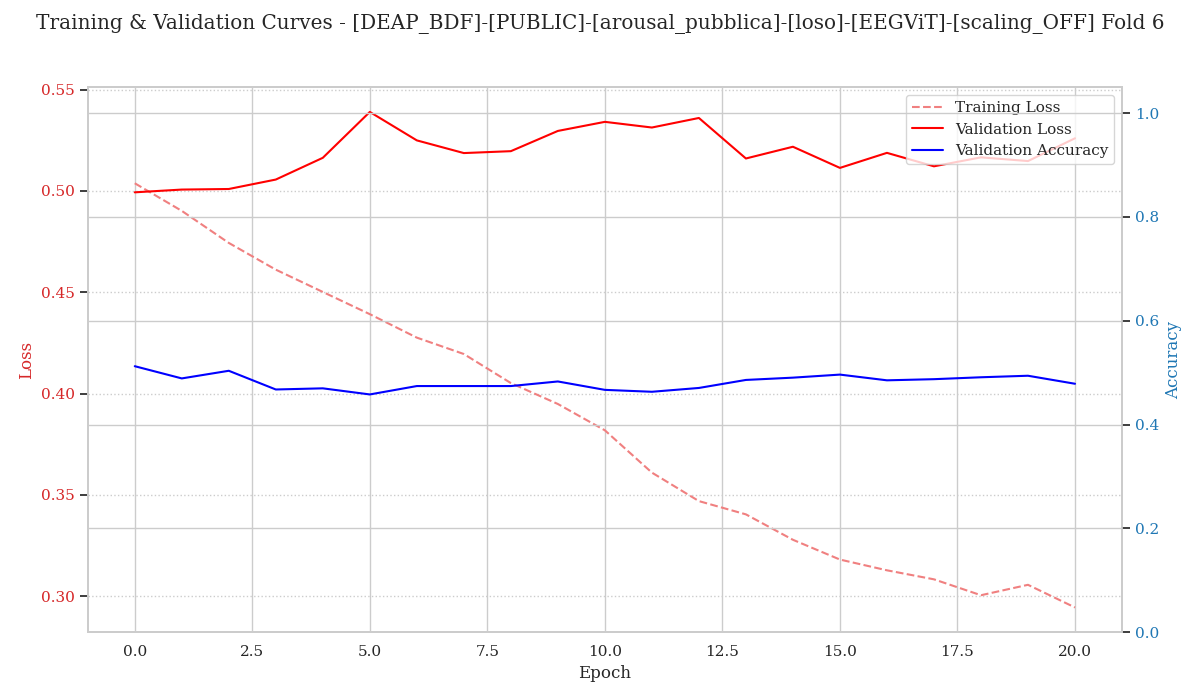 Training & Validation Curves - [DEAP_BDF]-[PUBLIC]-[arousal_pubblica]-[loso]-[EEGViT]-[scaling_OFF] Fold 6
Training Loss
Validation Loss
Validation Accuracy
0.55
0.50
0.45
0.40
0.35
0.30
Loss
1.0
0.8
0.6
0.4
0.2
0.0
Accuracy
0.0 2.5 5.0 7.5 10.0 12.5 15.0 17.5 20.0
Epoch